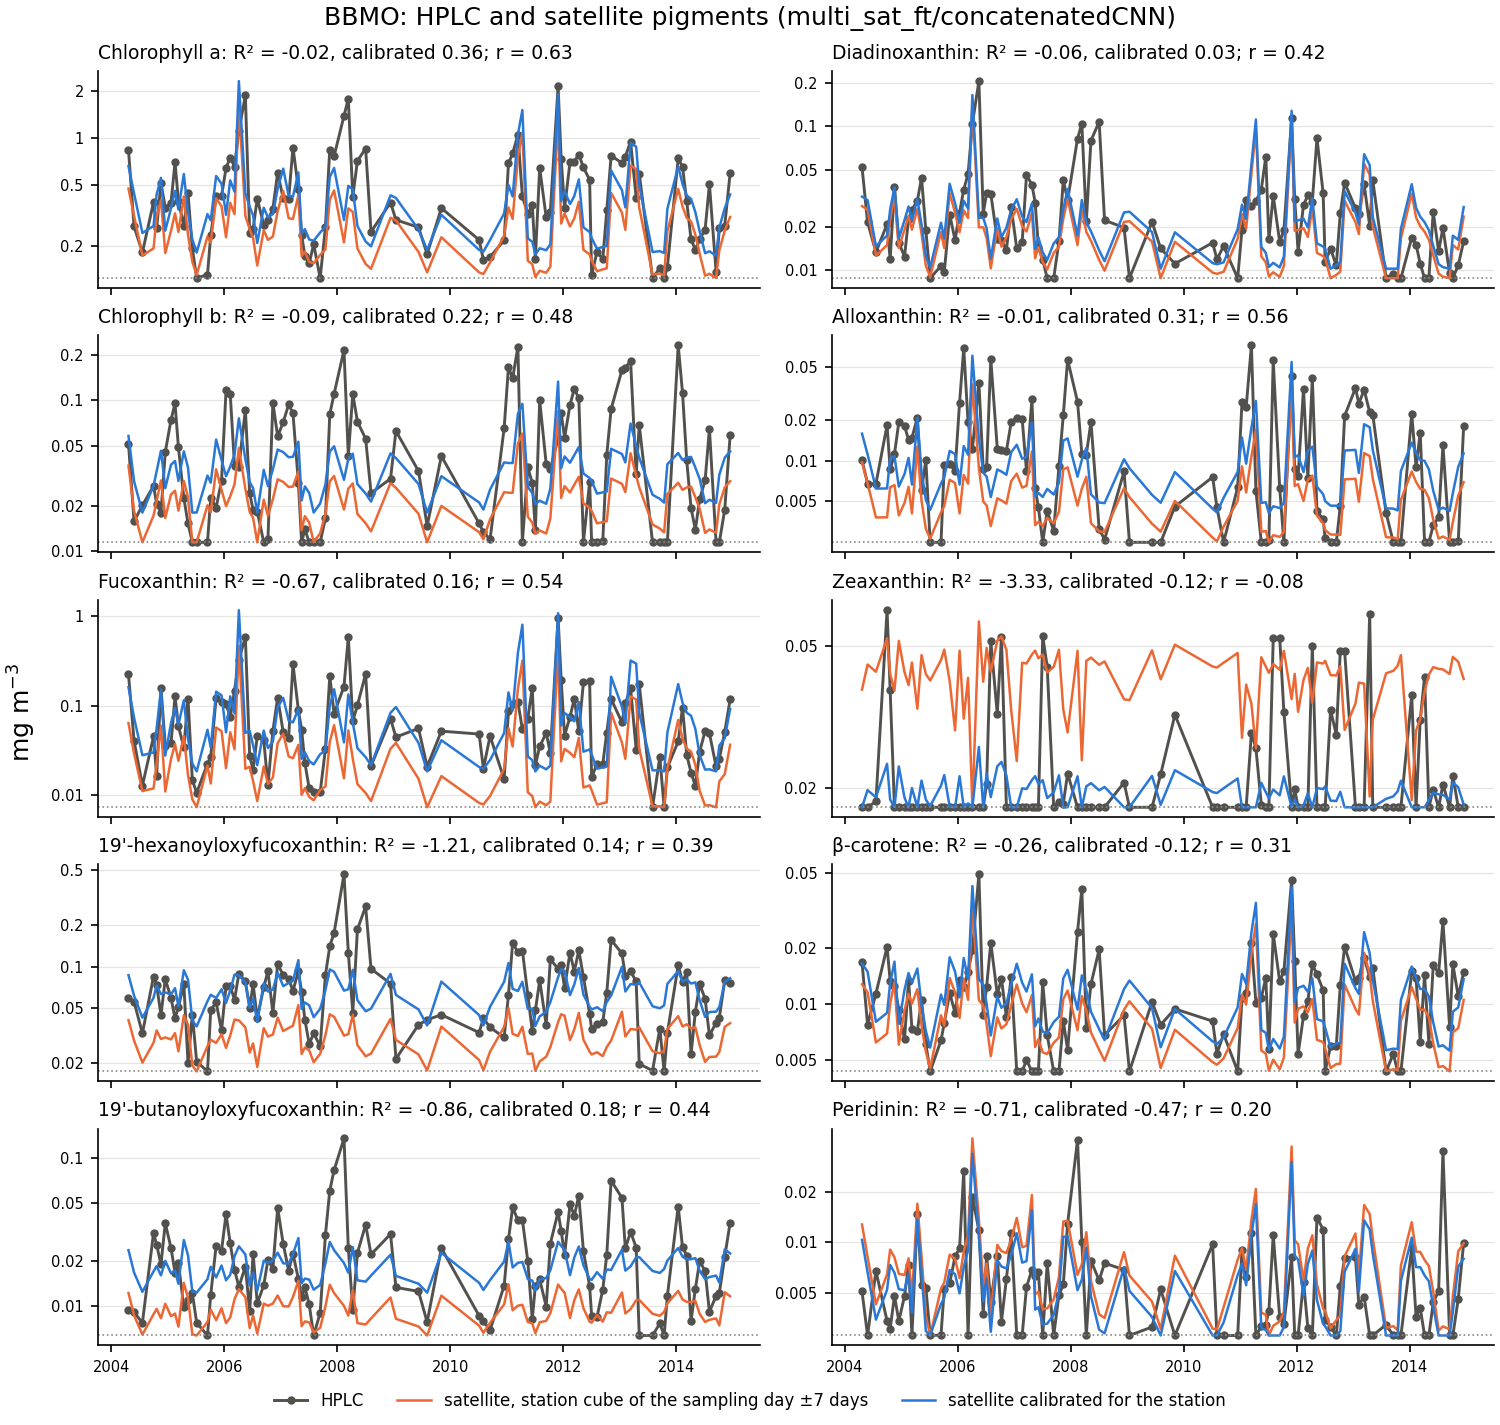 BBMO: HPLC and satellite pigments (multi_sat_ft/concatenatedCNN)
Chlorophyll a: R² = -0.02, calibrated 0.36; r = 0.63
2
1
0.5
0.2
Diadinoxanthin: R² = -0.06, calibrated 0.03; r = 0.42
0.2
0.1
0.05
0.02
0.01
Chlorophyll b: R² = -0.09, calibrated 0.22; r = 0.48
0.2
0.1
0.05
0.02
0.01
Alloxanthin: R² = -0.01, calibrated 0.31; r = 0.56
0.05
0.02
0.01
0.005
Fucoxanthin: R² = -0.67, calibrated 0.16; r = 0.54
1
0.1
0.01
Zeaxanthin: R² = -3.33, calibrated -0.12; r = -0.08
0.05
0.02
mg m⁻³
19'-hexanoyloxyfucoxanthin: R² = -1.21, calibrated 0.14; r = 0.39
0.5
0.2
0.1
0.05
0.02
β-carotene: R² = -0.26, calibrated -0.12; r = 0.31
0.05
0.02
0.01
0.005
19'-butanoyloxyfucoxanthin: R² = -0.86, calibrated 0.18; r = 0.44
0.1
0.05
0.02
0.01
2004 2006 2008 2010 2012 2014
Peridinin: R² = -0.71, calibrated -0.47; r = 0.20
0.02
0.01
0.005
2004 2006 2008 2010 2012 2014
HPLC
satellite, station cube of the sampling day ±7 days
satellite calibrated for the station